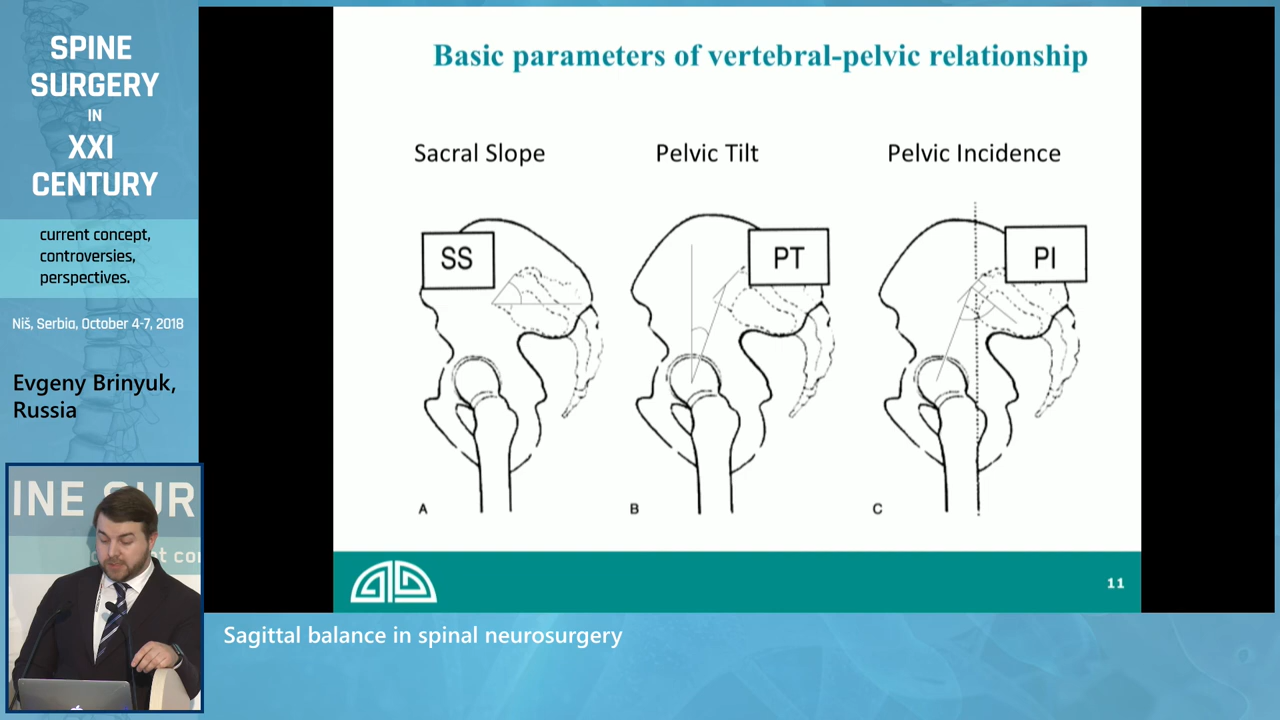 SPINE
SURGERY
IN
XXI
CENTURY
current concept,
controversies,
perspectives.
Niš, Serbia, October 4-7, 2018
Evgeny Brinyuk,
Russia
INE SUR
t con
Basic parameters of vertebral-pelvic relationship
Sacral Slope
Pelvic Tilt
Pelvic Incidence
SS
PT
PI
A
B
C
11
Sagittal balance in spinal neurosurgery